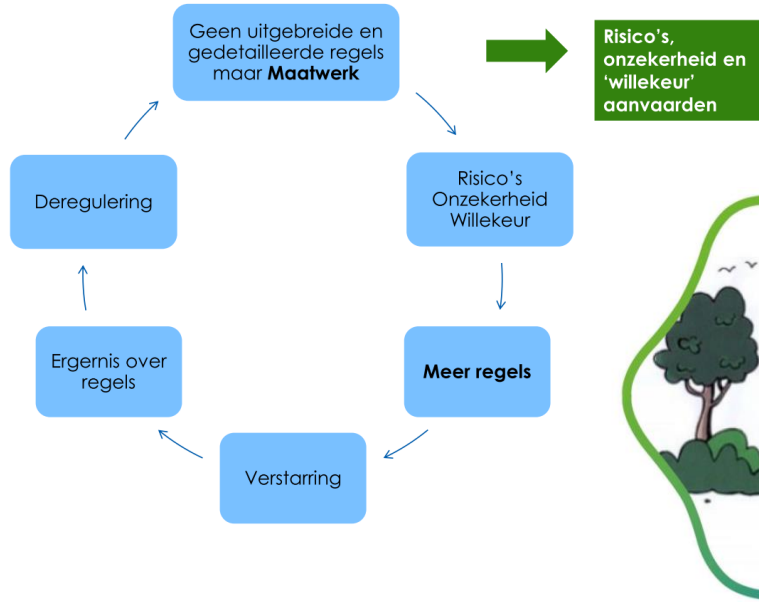 Geen uitgebreide en
gedetailleerde regels
maar Maatwerk
Risico's,
onzekerheid en
‘willekeur’
aanvaarden
Risico's
Onzekerheid
Willekeur
Meer regels
Verstarring
Ergernis over
regels
Deregulering